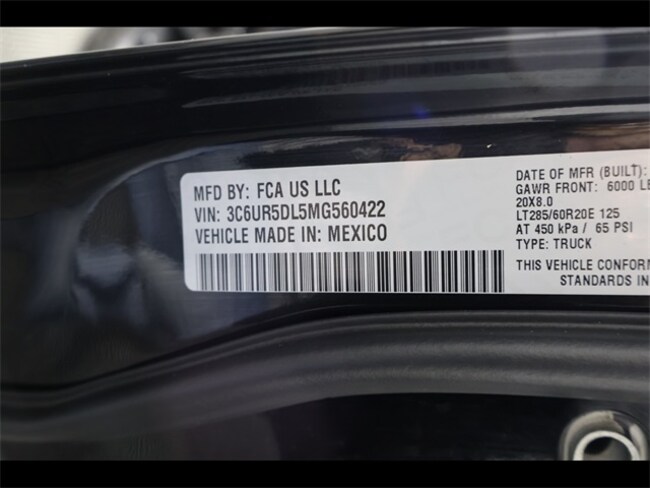 MFD BY: FCA US LLC
VIN: 3C6UR5DL5MG560422
VEHICLE MADE IN: MEXICO
DATE OF MFR (BUILT):
GAWR FRONT: 6000 LB
20X8.0
LT285/60R20E 125
AT 450 kPa / 65 PSI
TYPE: TRUCK
THIS VEHICLE CONFORM
STANDARDS IN